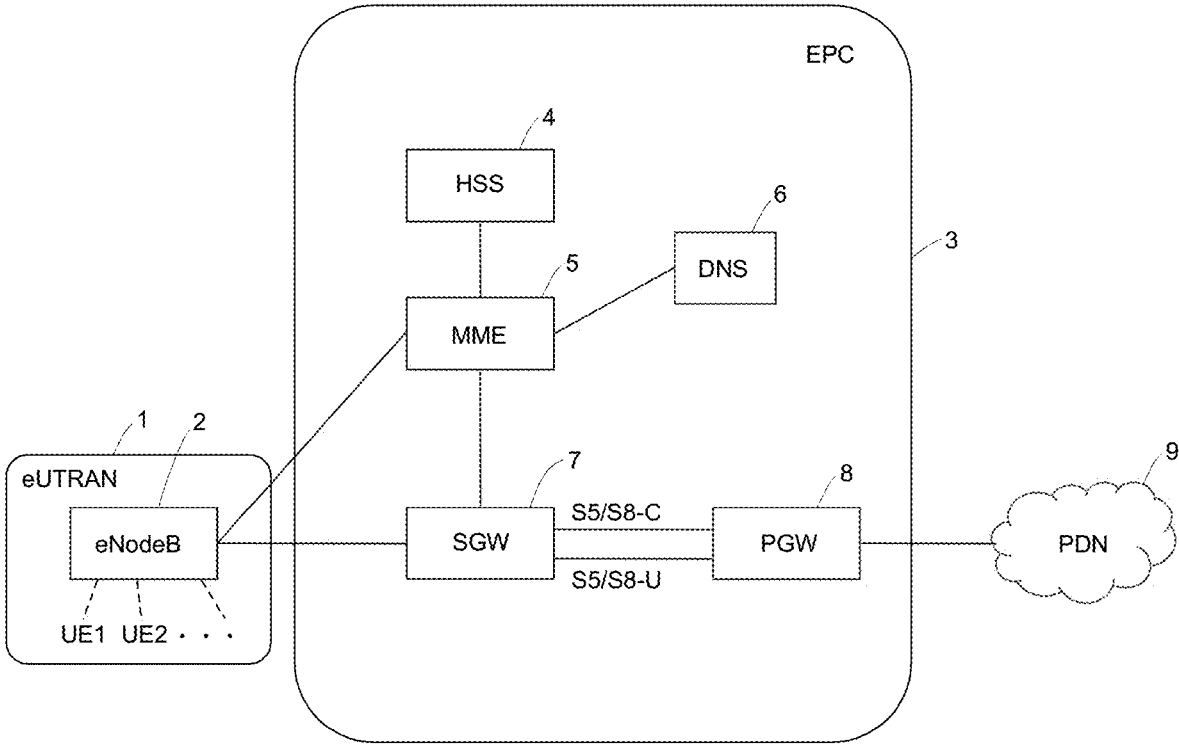 EPC
4
HSS
6
DNS
3
5
MME
1
2
eUTRAN
eNodeB
UE1 UE2 . . .
7
SGW
S5/S8-C
S5/S8-U
8
PGW
9
PDN